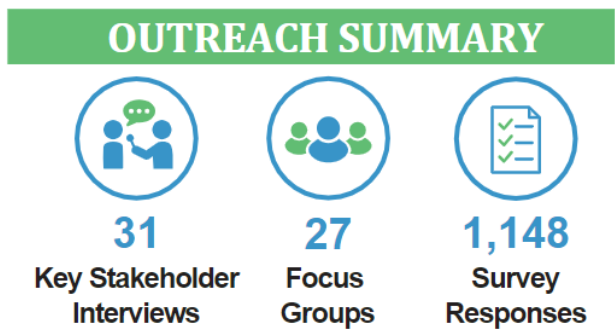 OUTREACH SUMMARY
31
Key Stakeholder
Interviews
27
Focus
Groups
1,148
Survey
Responses